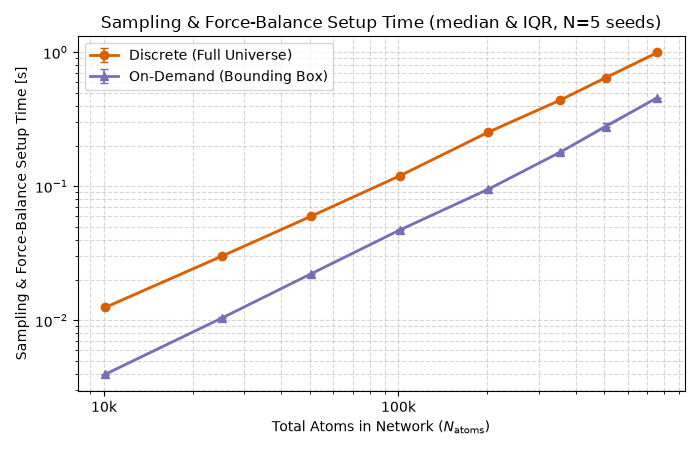 Sampling & Force-Balance Setup Time (median & IQR, N=5 seeds)
Discrete (Full Universe)
On-Demand (Bounding Box)
Sampling & Force-Balance Setup Time [s]
10⁰
10⁻¹
10⁻²
10k
100k
Total Atoms in Network (N_atoms)